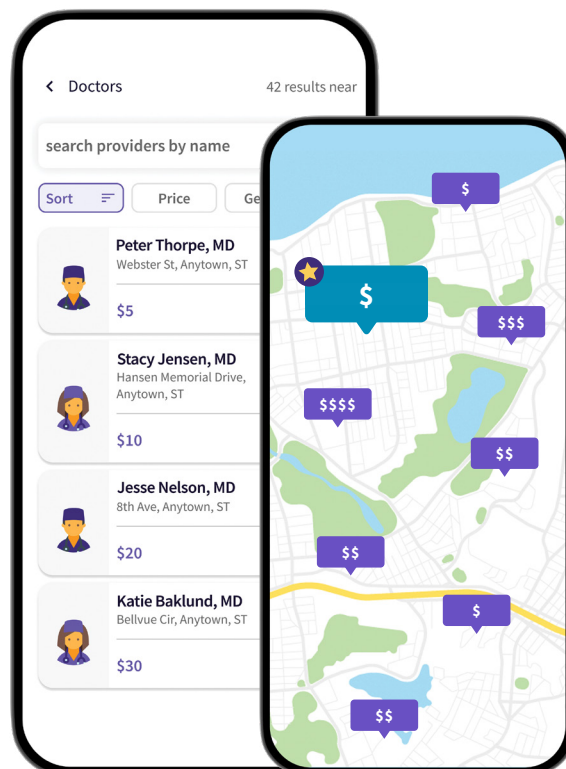 Doctors
42 results near
search providers by name
Sort
Price
Ge
Peter Thorpe, MD
Webster St, Anytown, ST
$5
Stacy Jensen, MD
Hansen Memorial Drive,
Anytown, ST
$10
Jesse Nelson, MD
8th Ave, Anytown, ST
$20
Katie Baklund, MD
Bellvue Cir, Anytown, ST
$30
$
$
$$$
$$$$
$$
$$
$
$$